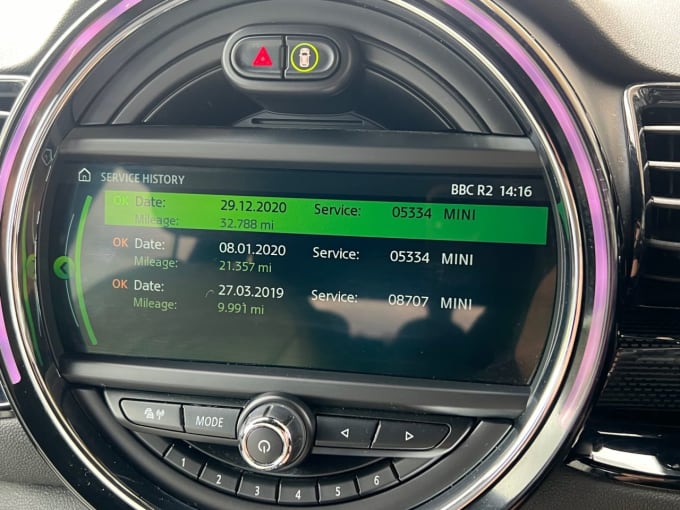 SERVICE HISTORY BBC R2 14:16
OK Date: 29.12.2020 Service: 05334 MINI
Mileage: 32.788 mi
OK Date: 08.01.2020 Service: 05334 MINI
Mileage: 21.357 mi
OK Date: 27.03.2019 Service: 08707 MINI
Mileage: 9.991 mi
MODE
1 2 3 4 5 6